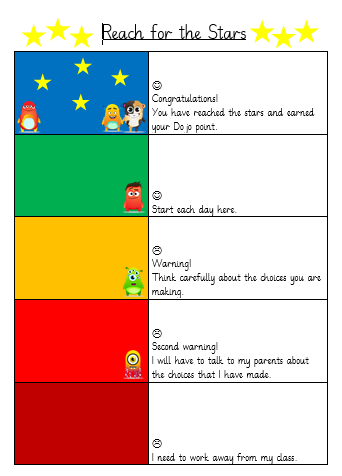 Reach for the Stars
☺
Congratulations!
You have reached the stars and earned
your Dojo point.
☺
Start each day here.
☹
Warning!
Think carefully about the choices you are
making.
☹
Second warning!
I will have to talk to my parents about
the choices that I have made.
☹
I need to work away from my class.